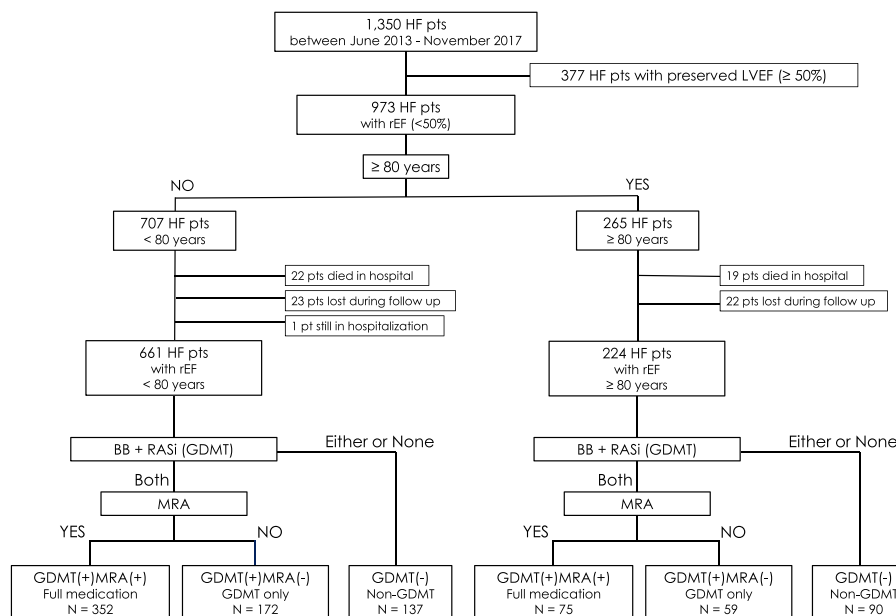 1,350 HF pts
between June 2013 - November 2017
377 HF pts with preserved LVEF (≥ 50%)
973 HF pts
with rEF (<50%)
≥ 80 years
NO
YES
707 HF pts
< 80 years
265 HF pts
≥ 80 years
22 pts died in hospital
23 pts lost during follow up
1 pt still in hospitalization
19 pts died in hospital
22 pts lost during follow up
661 HF pts
with rEF
< 80 years
224 HF pts
with rEF
≥ 80 years
BB + RASi (GDMT)
Either or None
Both
MRA
YES
NO
BB + RASi (GDMT)
Either or None
Both
MRA
YES
NO
GDMT(+)MRA(+)
Full medication
N = 352
GDMT(+)MRA(-)
GDMT only
N = 172
GDMT(-)
Non-GDMT
N = 137
GDMT(+)MRA(+)
Full medication
N = 75
GDMT(+)MRA(-)
GDMT only
N = 59
GDMT(-)
Non-GDMT
N = 90